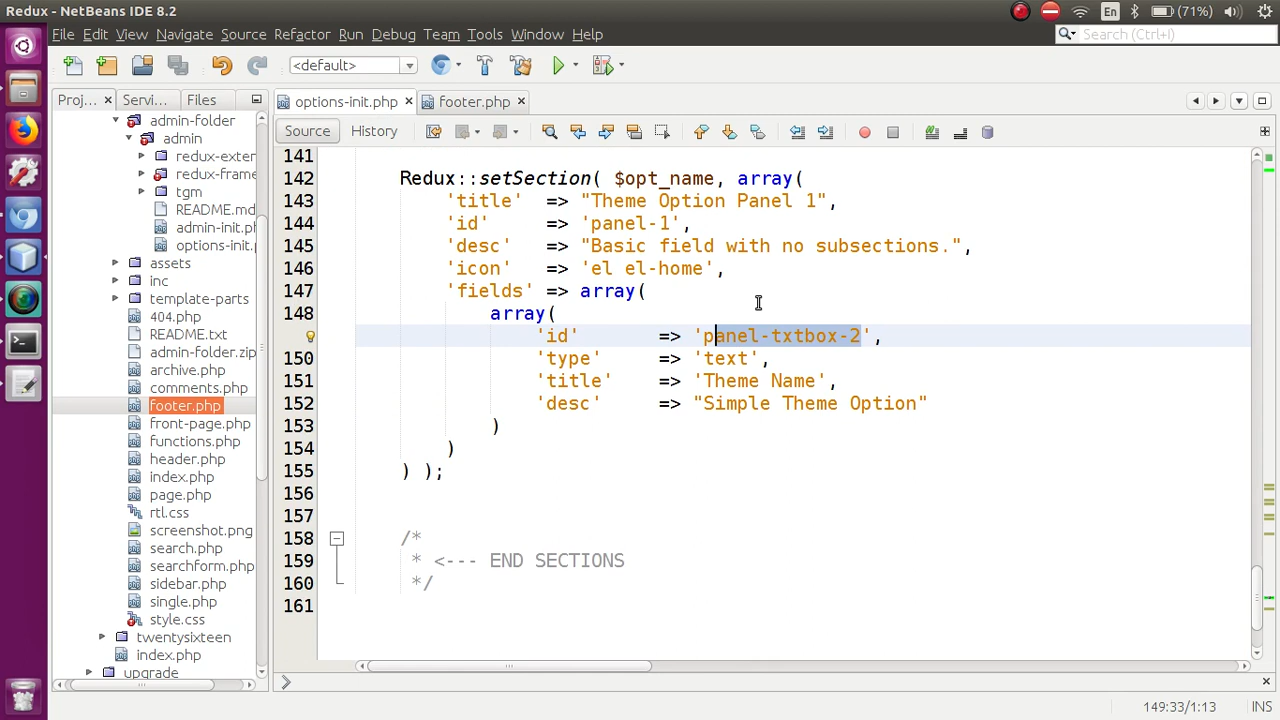 Redux - NetBeans IDE 8.2
En
(71%)
File Edit View Navigate Source Refactor Run Debug Team Tools Window Help
Search (Ctrl+I)
<default>
Proj...
Servi...
Files
options-init.php
footer.php
Source
History
admin-folder
admin
redux-exter
redux-frame
tgm
README.md
admin-init.p
options-init.p
assets
inc
template-parts
404.php
README.txt
admin-folder.zip
archive.php
comments.php
footer.php
front-page.php
functions.php
header.php
index.php
page.php
rtl.css
screenshot.png
search.php
searchform.php
sidebar.php
single.php
style.css
twentysixteen
index.php
upgrade
141
142 Redux::setSection( $opt_name, array(
143 'title' => "Theme Option Panel 1",
144 'id' => 'panel-1',
145 'desc' => "Basic field with no subsections.",
146 'icon' => 'el el-home',
147 'fields' => array(
148 array(
'id' => 'panel-txtbox-2',
150 'type' => 'text',
151 'title' => 'Theme Name',
152 'desc' => "Simple Theme Option"
153 )
154 )
155 ) );
156
157
158 /*
159 * <--- END SECTIONS
160 */
161
149:33/1:13
INS